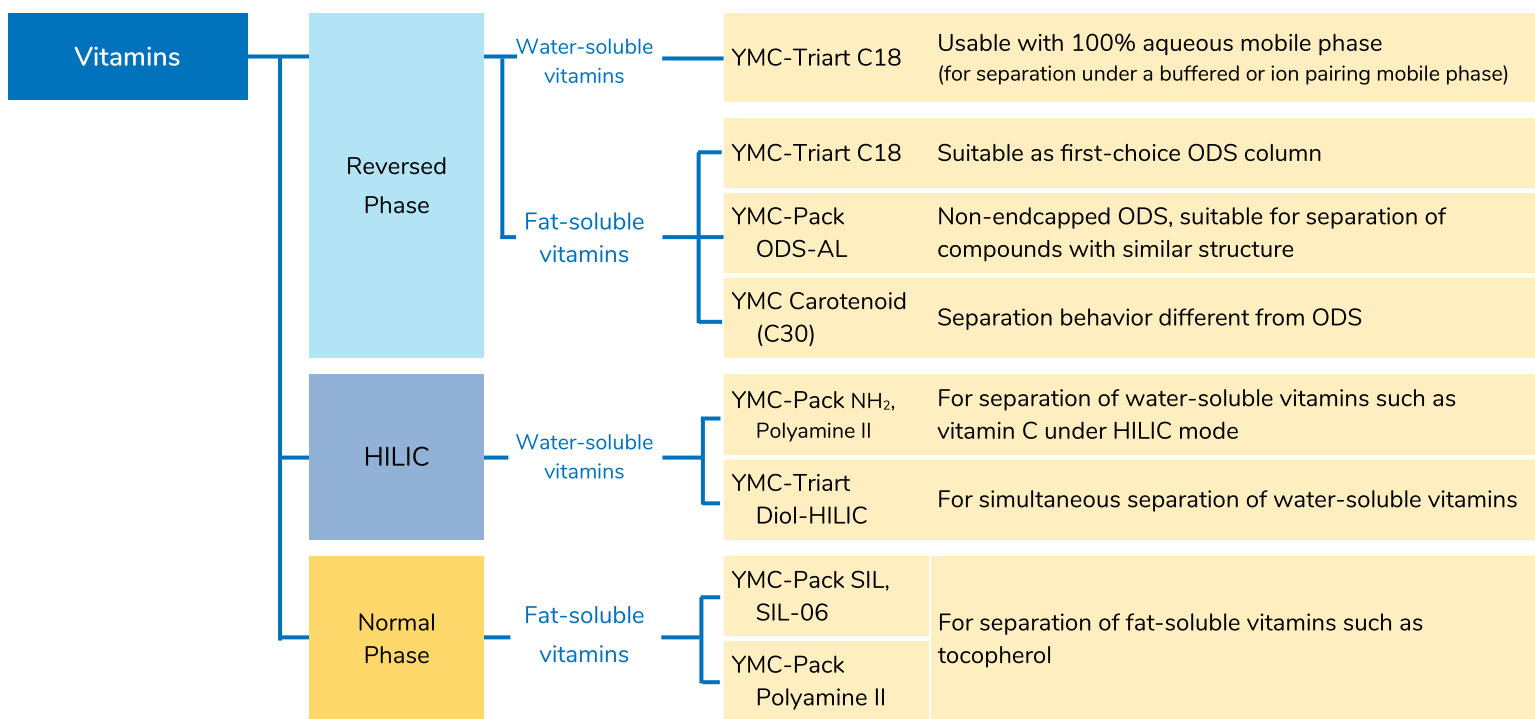 Vitamins
Reversed
Phase
Water-soluble
vitamins
YMC-Triart C18
Usable with 100% aqueous mobile phase
(for separation under a buffered or ion pairing mobile phase)
Fat-soluble
vitamins
YMC-Triart C18
Suitable as first-choice ODS column
YMC-Pack
ODS-AL
Non-endcapped ODS, suitable for separation of
compounds with similar structure
YMC Carotenoid
(C30)
Separation behavior different from ODS
HILIC
Water-soluble
vitamins
YMC-Pack NH₂,
Polyamine II
For separation of water-soluble vitamins such as
vitamin C under HILIC mode
YMC-Triart
Diol-HILIC
For simultaneous separation of water-soluble vitamins
Normal
Phase
Fat-soluble
vitamins
YMC-Pack SIL,
SIL-06
YMC-Pack
Polyamine II
For separation of fat-soluble vitamins such as
tocopherol